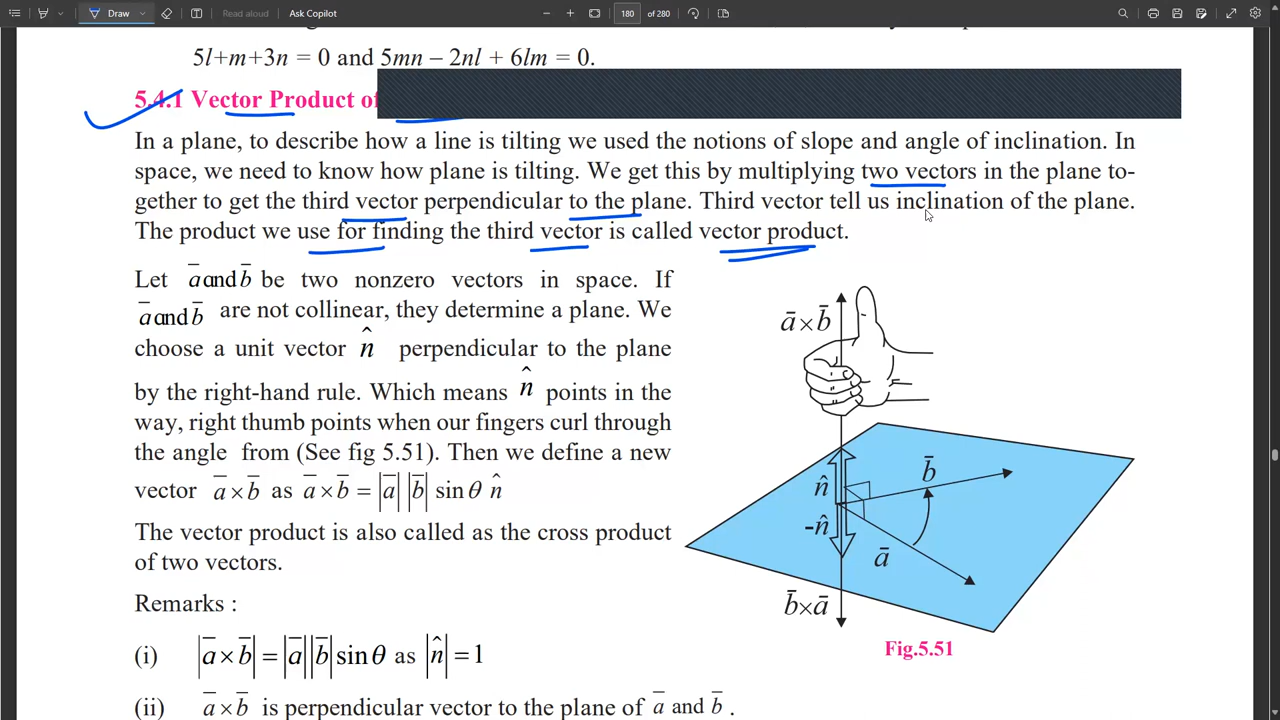 Draw
Read aloud
Ask Copilot
180
of 280
5l+m+3n = 0 and 5mn – 2nl + 6lm = 0.
5.4.1 Vector Product of
In a plane, to describe how a line is tilting we used the notions of slope and angle of inclination. In
space, we need to know how plane is tilting. We get this by multiplying two vectors in the plane to-
gether to get the third vector perpendicular to the plane. Third vector tell us inclination of the plane.
The product we use for finding the third vector is called vector product.
Let a̅ and b̅ be two nonzero vectors in space. If
a̅ and b̅ are not collinear, they determine a plane. We
choose a unit vector n̂ perpendicular to the plane
by the right-hand rule. Which means n̂ points in the
way, right thumb points when our fingers curl through
the angle from (See fig 5.51). Then we define a new
vector a̅ × b̅ as a̅ × b̅ = |a̅| |b̅| sin θ n̂
The vector product is also called as the cross product
of two vectors.
Remarks :
(i) |a̅ × b̅| = |a̅||b̅| sin θ as |n̂| = 1
(ii) a̅ × b̅ is perpendicular vector to the plane of a̅ and b̅ .
a̅×b̅
b̅
n̂
-n̂
a̅
b̅×a̅
Fig.5.51